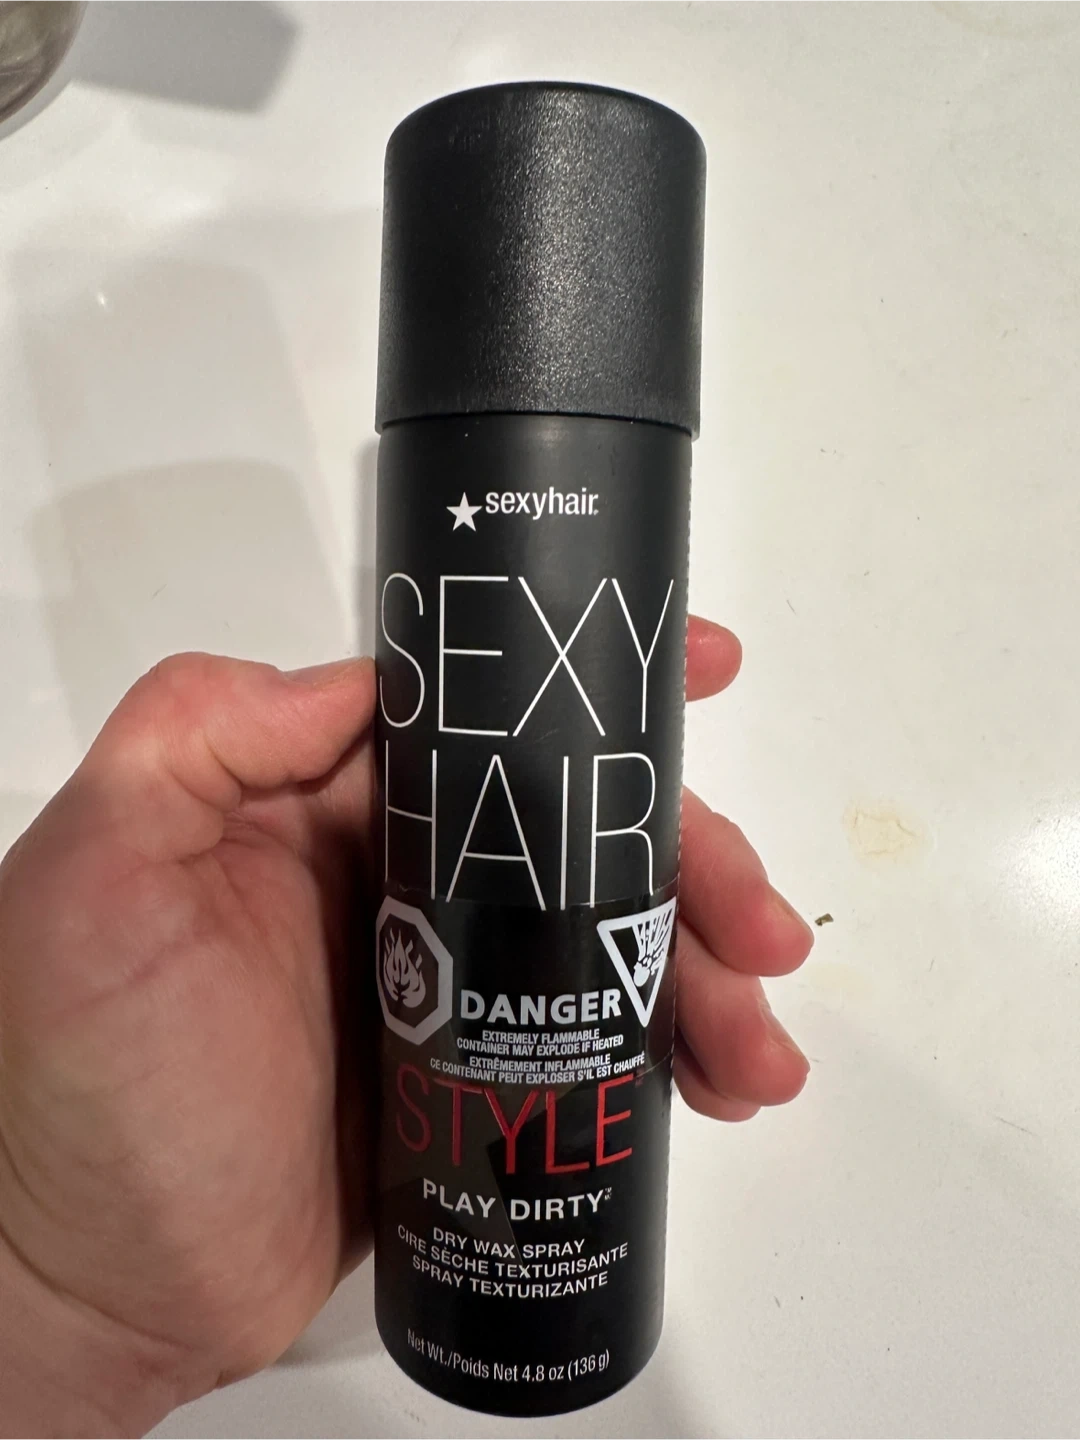 sexyhair
SEXY
HAIR
DANGER
EXTREMELY FLAMMABLE
CONTAINER MAY EXPLODE IF HEATED
EXTRÊMEMENT INFLAMMABLE
CE CONTENANT PEUT EXPLOSER S'IL EST CHAUFFÉ
STYLE™
PLAY DIRTY
DRY WAX SPRAY
CIRE SÈCHE TEXTURISANTE
SPRAY TEXTURIZANTE
Net Wt./Poids Net 4.8 oz (136 g)